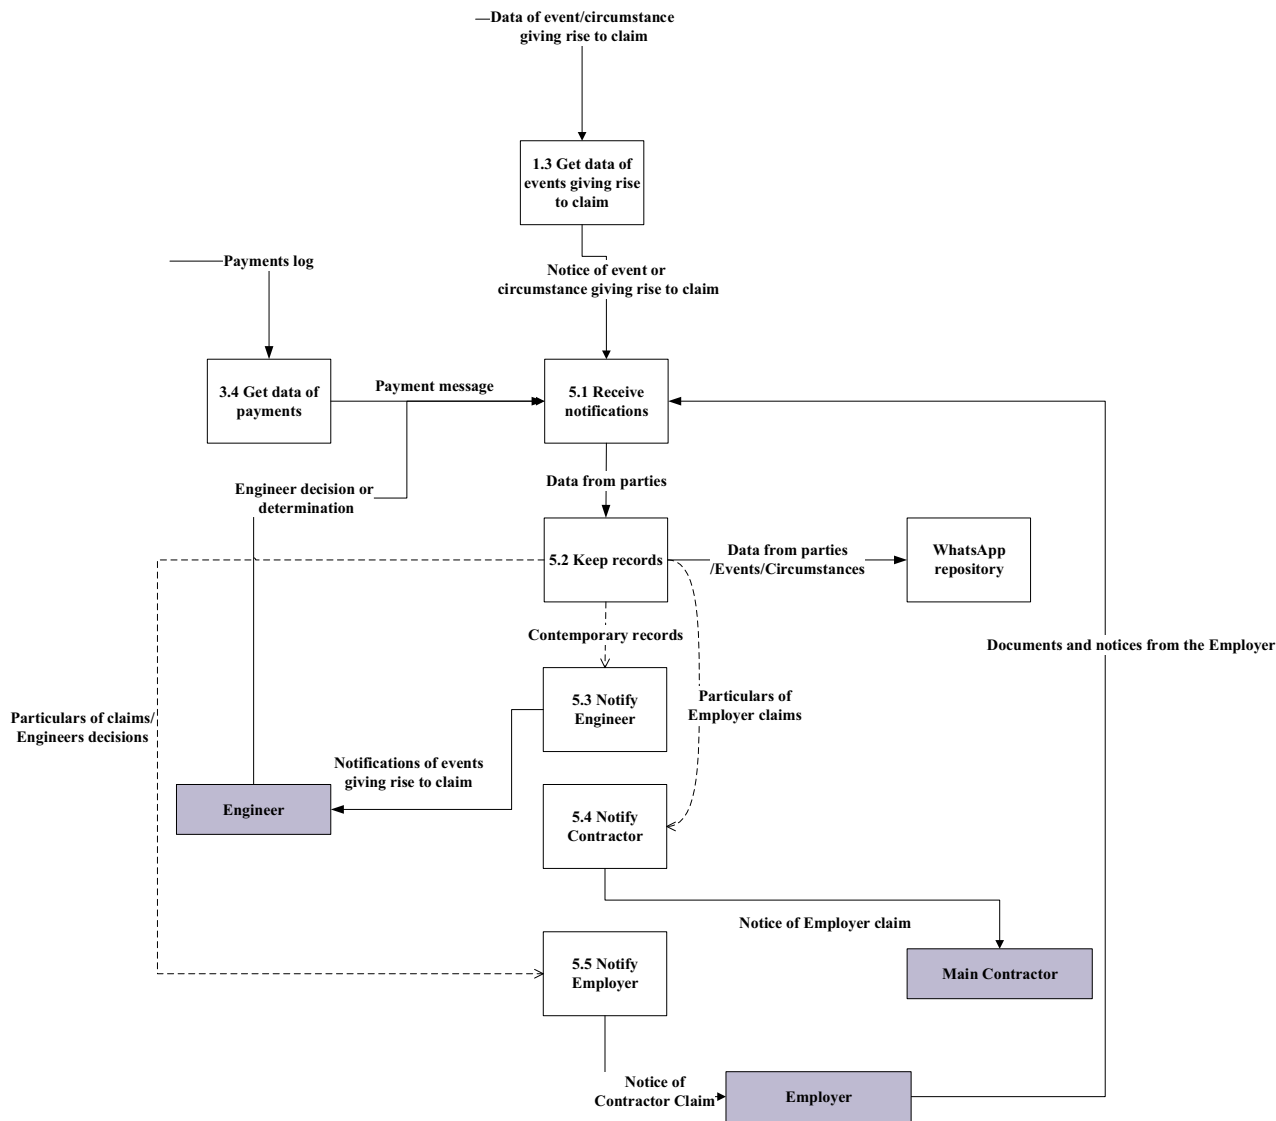 Data of event/circumstance
giving rise to claim
1.3 Get data of
events giving rise
to claim
Payments log
Notice of event or
circumstance giving rise to claim
3.4 Get data of
payments
Payment message
5.1 Receive
notifications
Engineer decision or
determination
Data from parties
5.2 Keep records
Data from parties
/Events/Circumstances
WhatsApp
repository
Contemporary records
Documents and notices from the Employer
5.3 Notify
Engineer
Particulars of
Employer claims
Particulars of claims/
Engineers decisions
Notifications of events
giving rise to claim
Engineer
5.4 Notify
Contractor
Notice of Employer claim
5.5 Notify
Employer
Main Contractor
Notice of
Contractor Claim
Employer